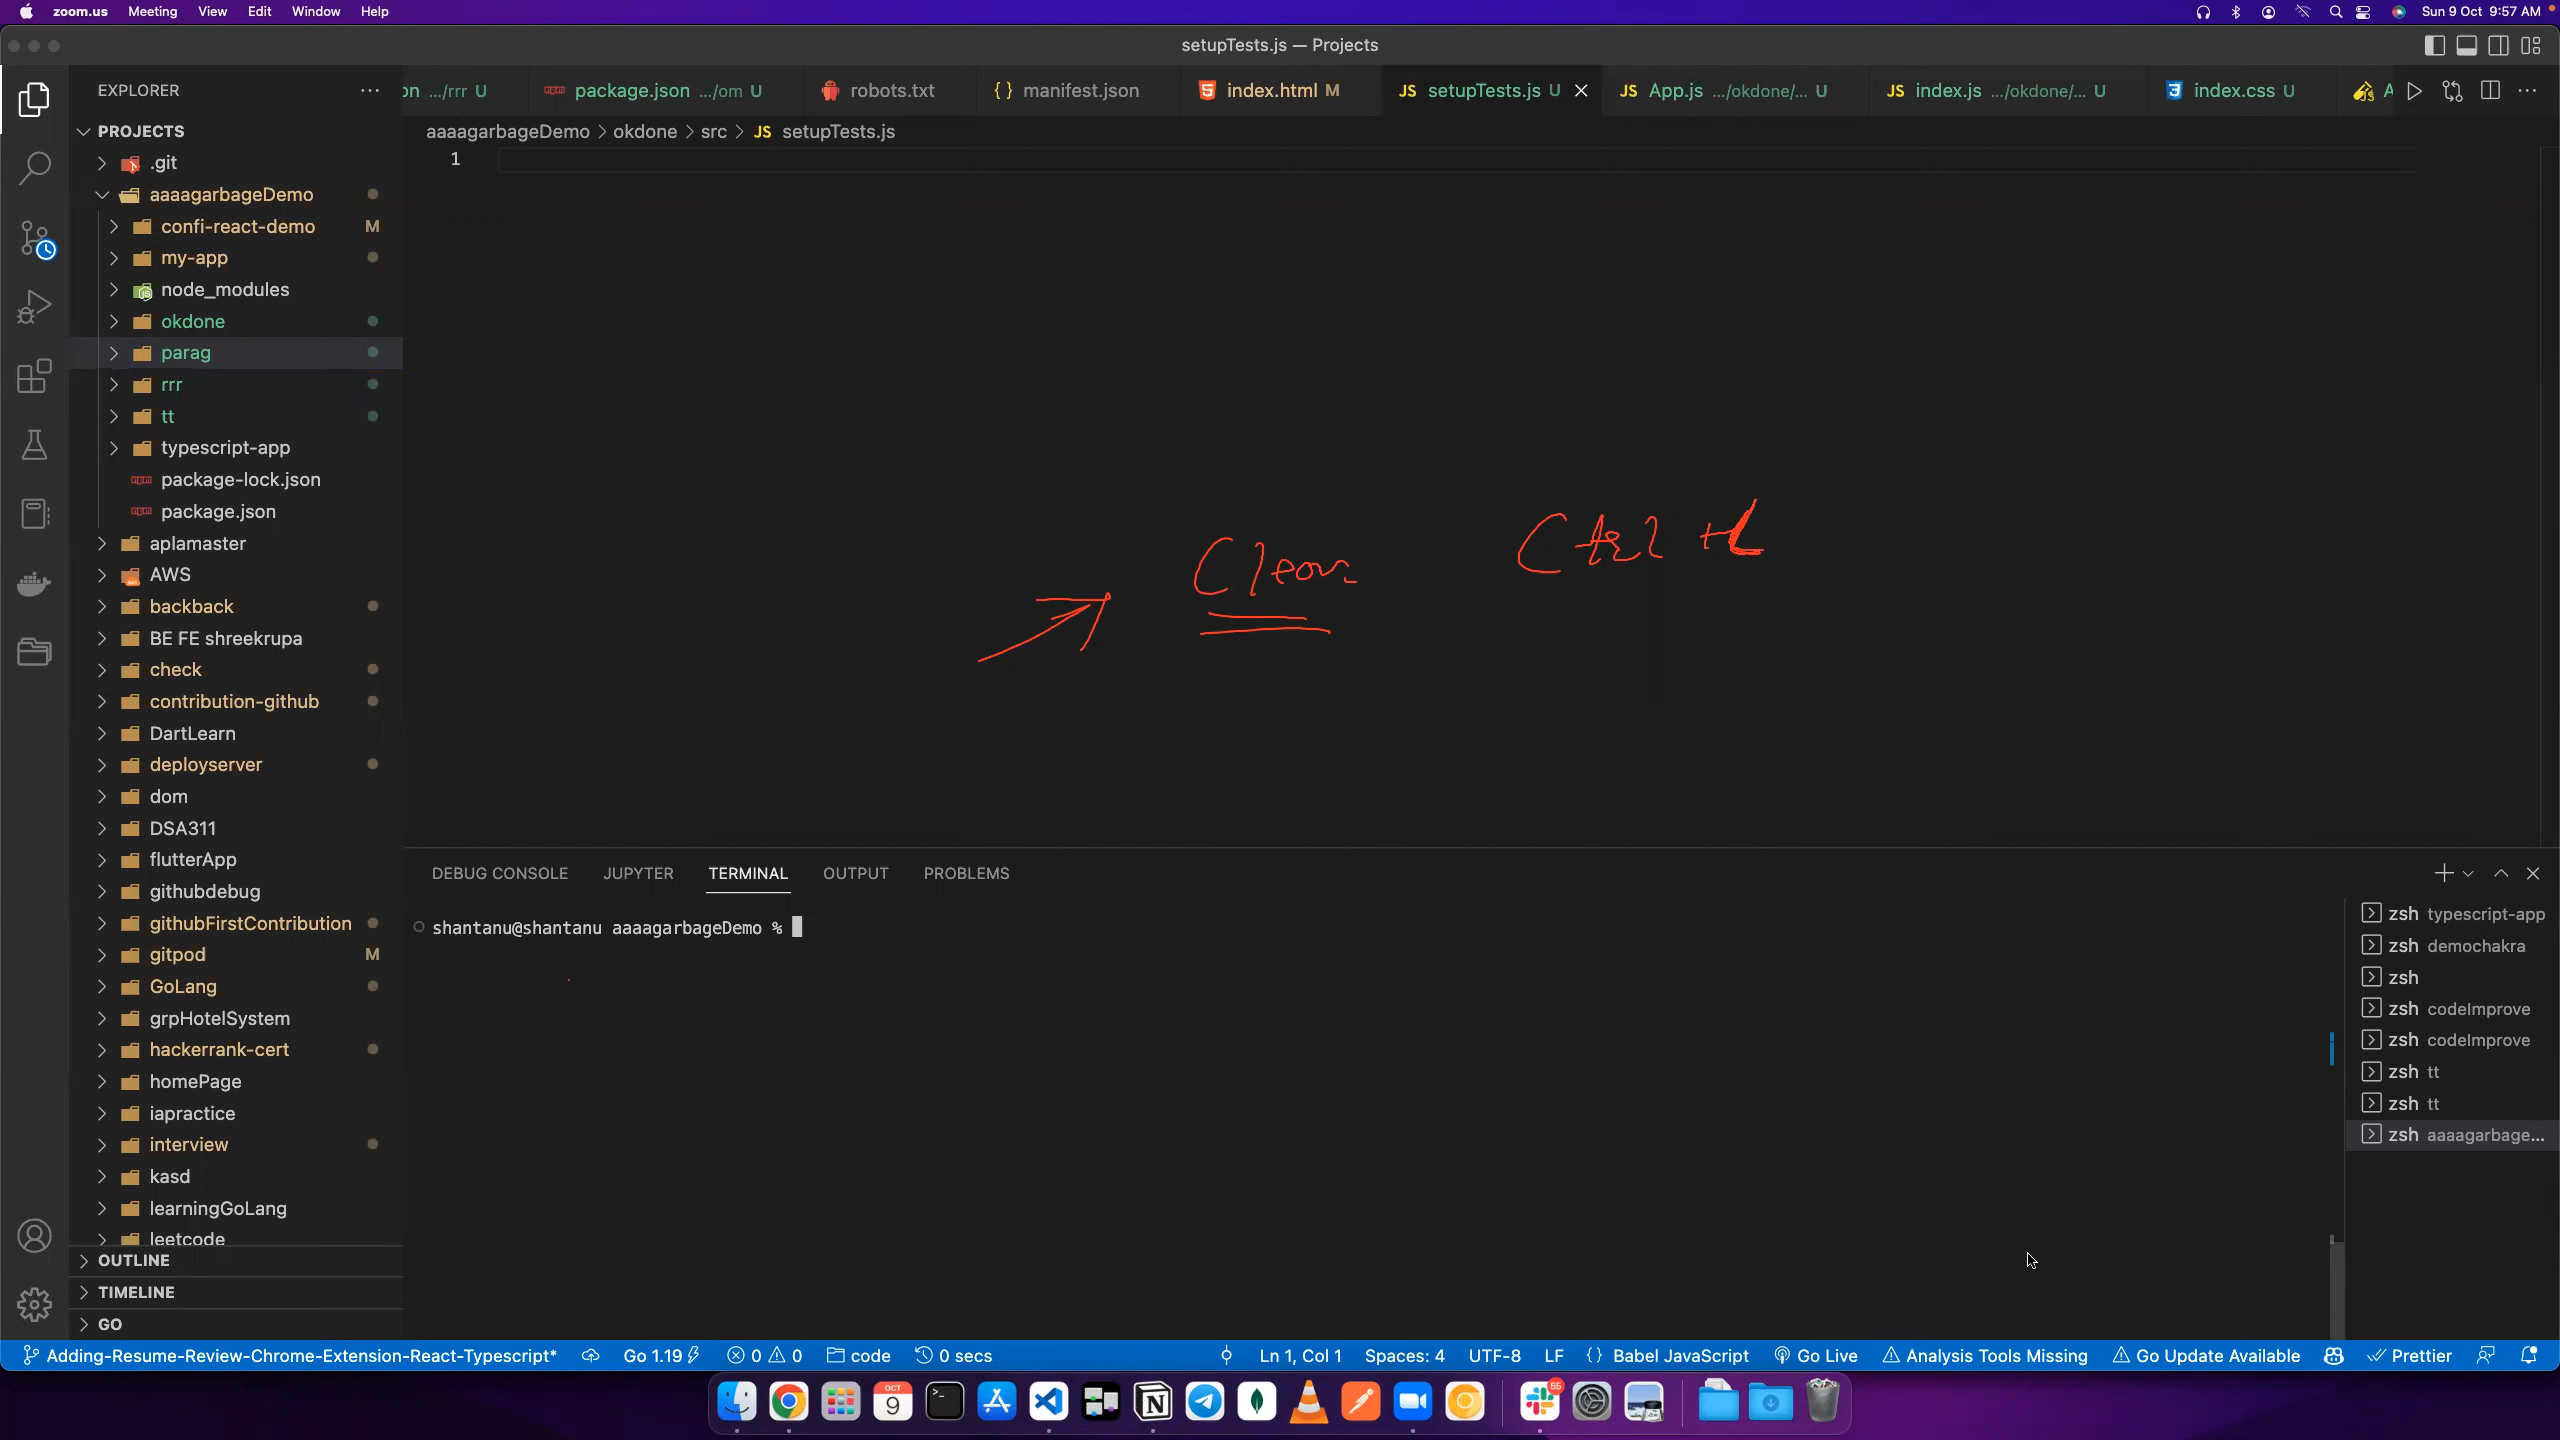 zoom.us Meeting View Edit Window Help Sun 9 Oct 9:57 AM
setupTests.js — Projects
EXPLORER
on .../rrr U package.json .../om U robots.txt manifest.json index.html M setupTests.js U App.js .../okdone/... U index.js .../okdone/... U index.css U A
PROJECTS
aaaagarbageDemo > okdone > src > JS setupTests.js
1
.git
aaaagarbageDemo
confi-react-demo M
my-app
node_modules
okdone
parag
rrr
tt
typescript-app
package-lock.json
package.json
aplamaster
AWS
backback
BE FE shreekrupa
check
contribution-github
DartLearn
deployserver
dom
DSA311
flutterApp
githubdebug
githubFirstContribution
gitpod M
GoLang
grpHotelSystem
hackerrank-cert
homePage
iapractice
interview
kasd
learningGoLang
leetcode
OUTLINE
TIMELINE
GO
Clear Ctrl + L
DEBUG CONSOLE JUPYTER TERMINAL OUTPUT PROBLEMS
shantanu@shantanu aaaagarbageDemo %
zsh typescript-app
zsh demochakra
zsh
zsh codeImprove
zsh codeImprove
zsh tt
zsh tt
zsh aaaagarbage...
Adding-Resume-Review-Chrome-Extension-React-Typescript* Go 1.19 0 0 code 0 secs Ln 1, Col 1 Spaces: 4 UTF-8 LF {} Babel JavaScript Go Live Analysis Tools Missing Go Update Available Prettier
OCT
9
55